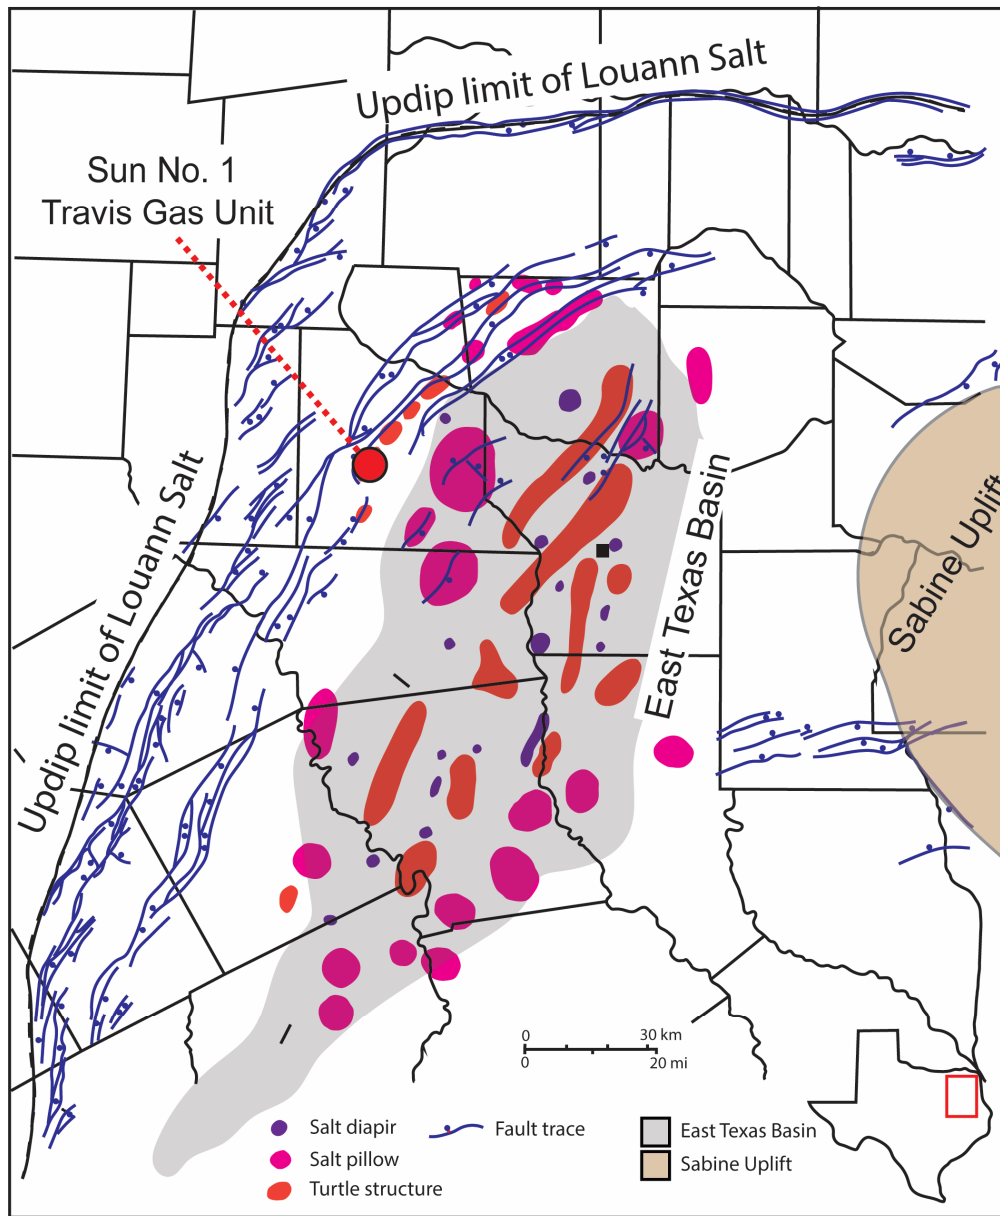 Updip limit of Louann Salt
Sun No. 1
Travis Gas Unit
Updip limit of Louann Salt
East Texas Basin
Sabine Uplift
0 30 km
0 20 mi
Salt diapir
Fault trace
East Texas Basin
Salt pillow
Sabine Uplift
Turtle structure